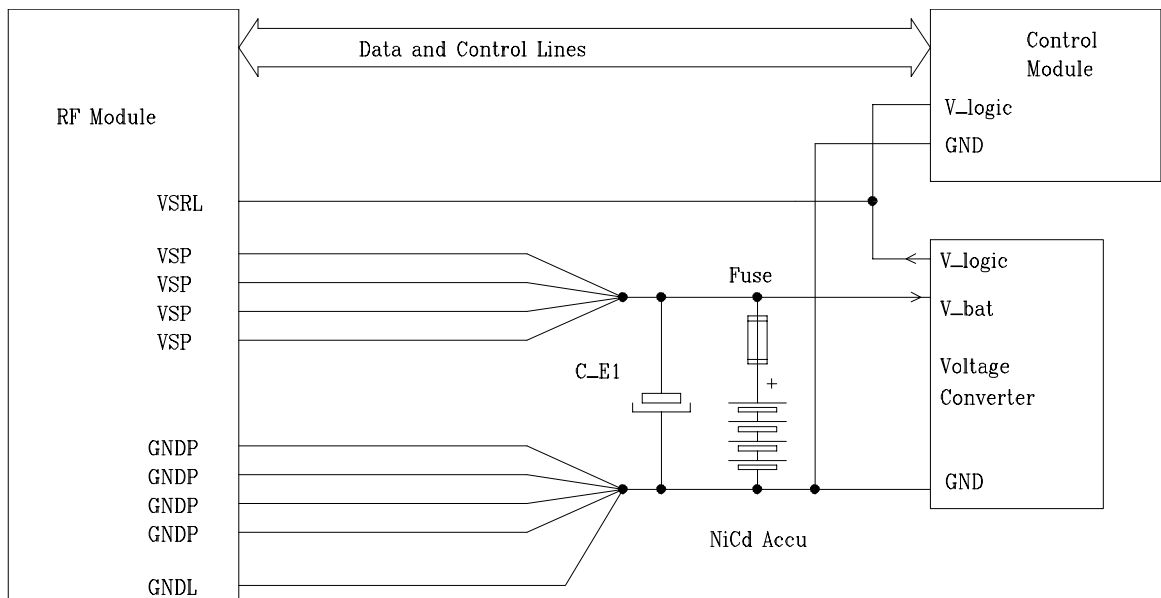 Data and Control Lines
Control
Module
V_logic
GND
RF Module
VSRL
VSP
VSP
VSP
VSP
Fuse
V_logic
V_bat
Voltage
Converter
GND
C_E1
+
GNDP
GNDP
GNDP
GNDP
GNDL
NiCd Accu